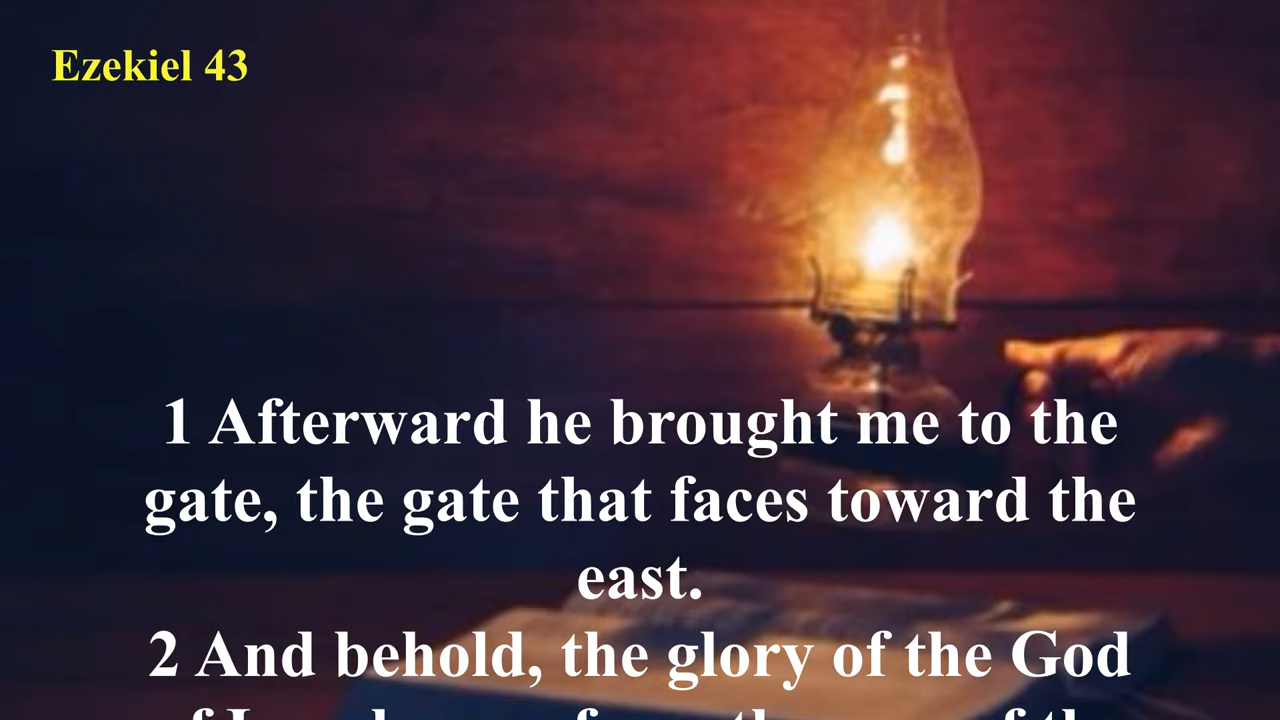 Ezekiel 43
1 Afterward he brought me to the
gate, the gate that faces toward the
east.
2 And behold, the glory of the God